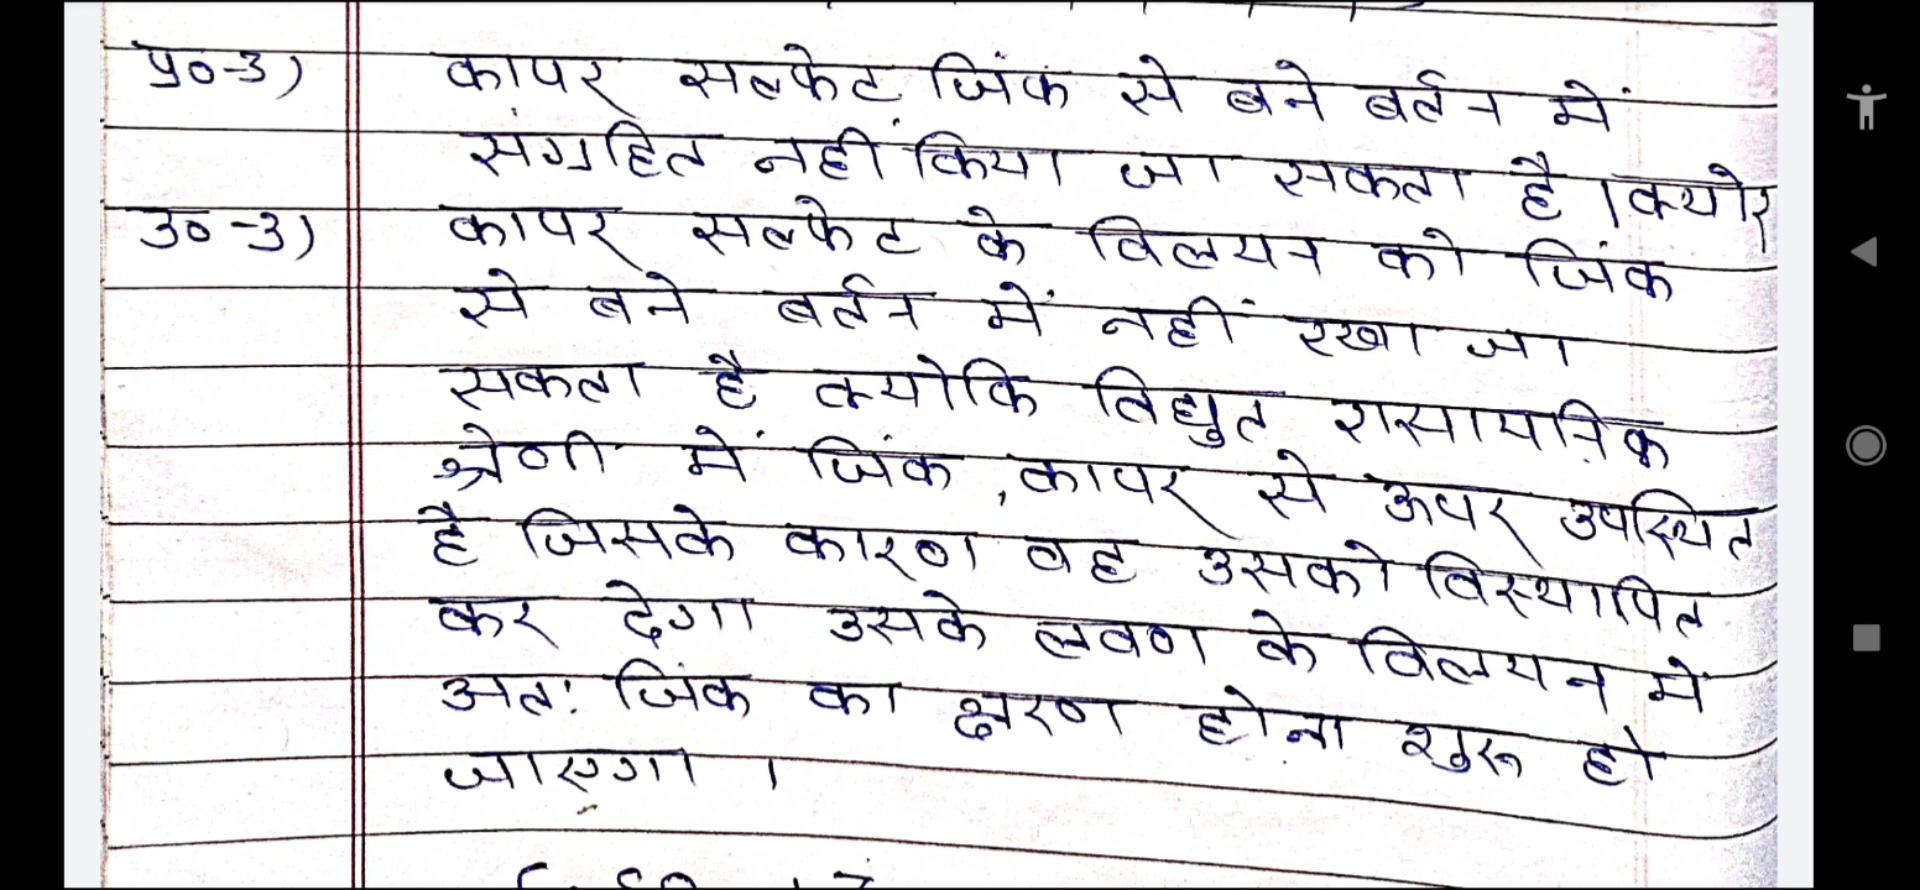 प्र०-3) कापर सल्फेट जिंक से बने बर्तन में
संग्रहित नहीं किया जा सकता है। क्यों?
उ०-3) कापर सल्फेट के विलयन को जिंक
से बने बर्तन में नहीं रखा जा
सकता है क्योंकि विद्युत रासायनिक
श्रेणी में जिंक, कापर से ऊपर उपस्थित
है जिसके कारण वह उसको विस्थापित
कर देगा उसके लवण के विलयन में
अतः जिंक का क्षरण होना शुरू हो
जाएगा।